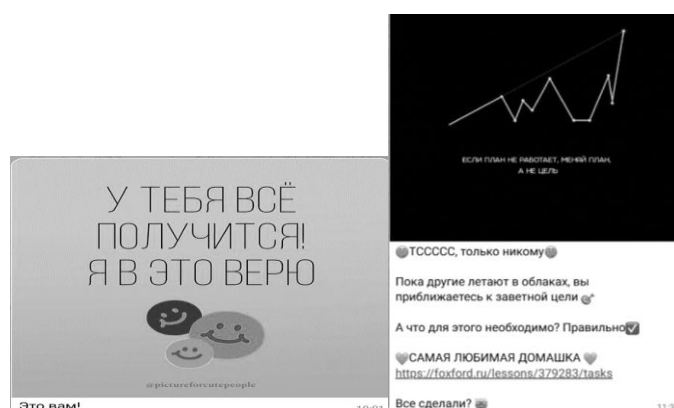 У ТЕБЯ ВСЁ
ПОЛУЧИТСЯ!
Я В ЭТО ВЕРЮ
@pictureforcutepeople
Это вам!
ЕСЛИ ПЛАН НЕ РАБОТАЕТ, МЕНЯЙ ПЛАН,
А НЕ ЦЕЛЬ
ТССССС, только никому
Пока другие летают в облаках, вы
приближаетесь к заветной цели
А что для этого необходимо? Правильно
САМАЯ ЛЮБИМАЯ ДОМАШКА
https://foxford.ru/lessons/379283/tasks
Все сделали?